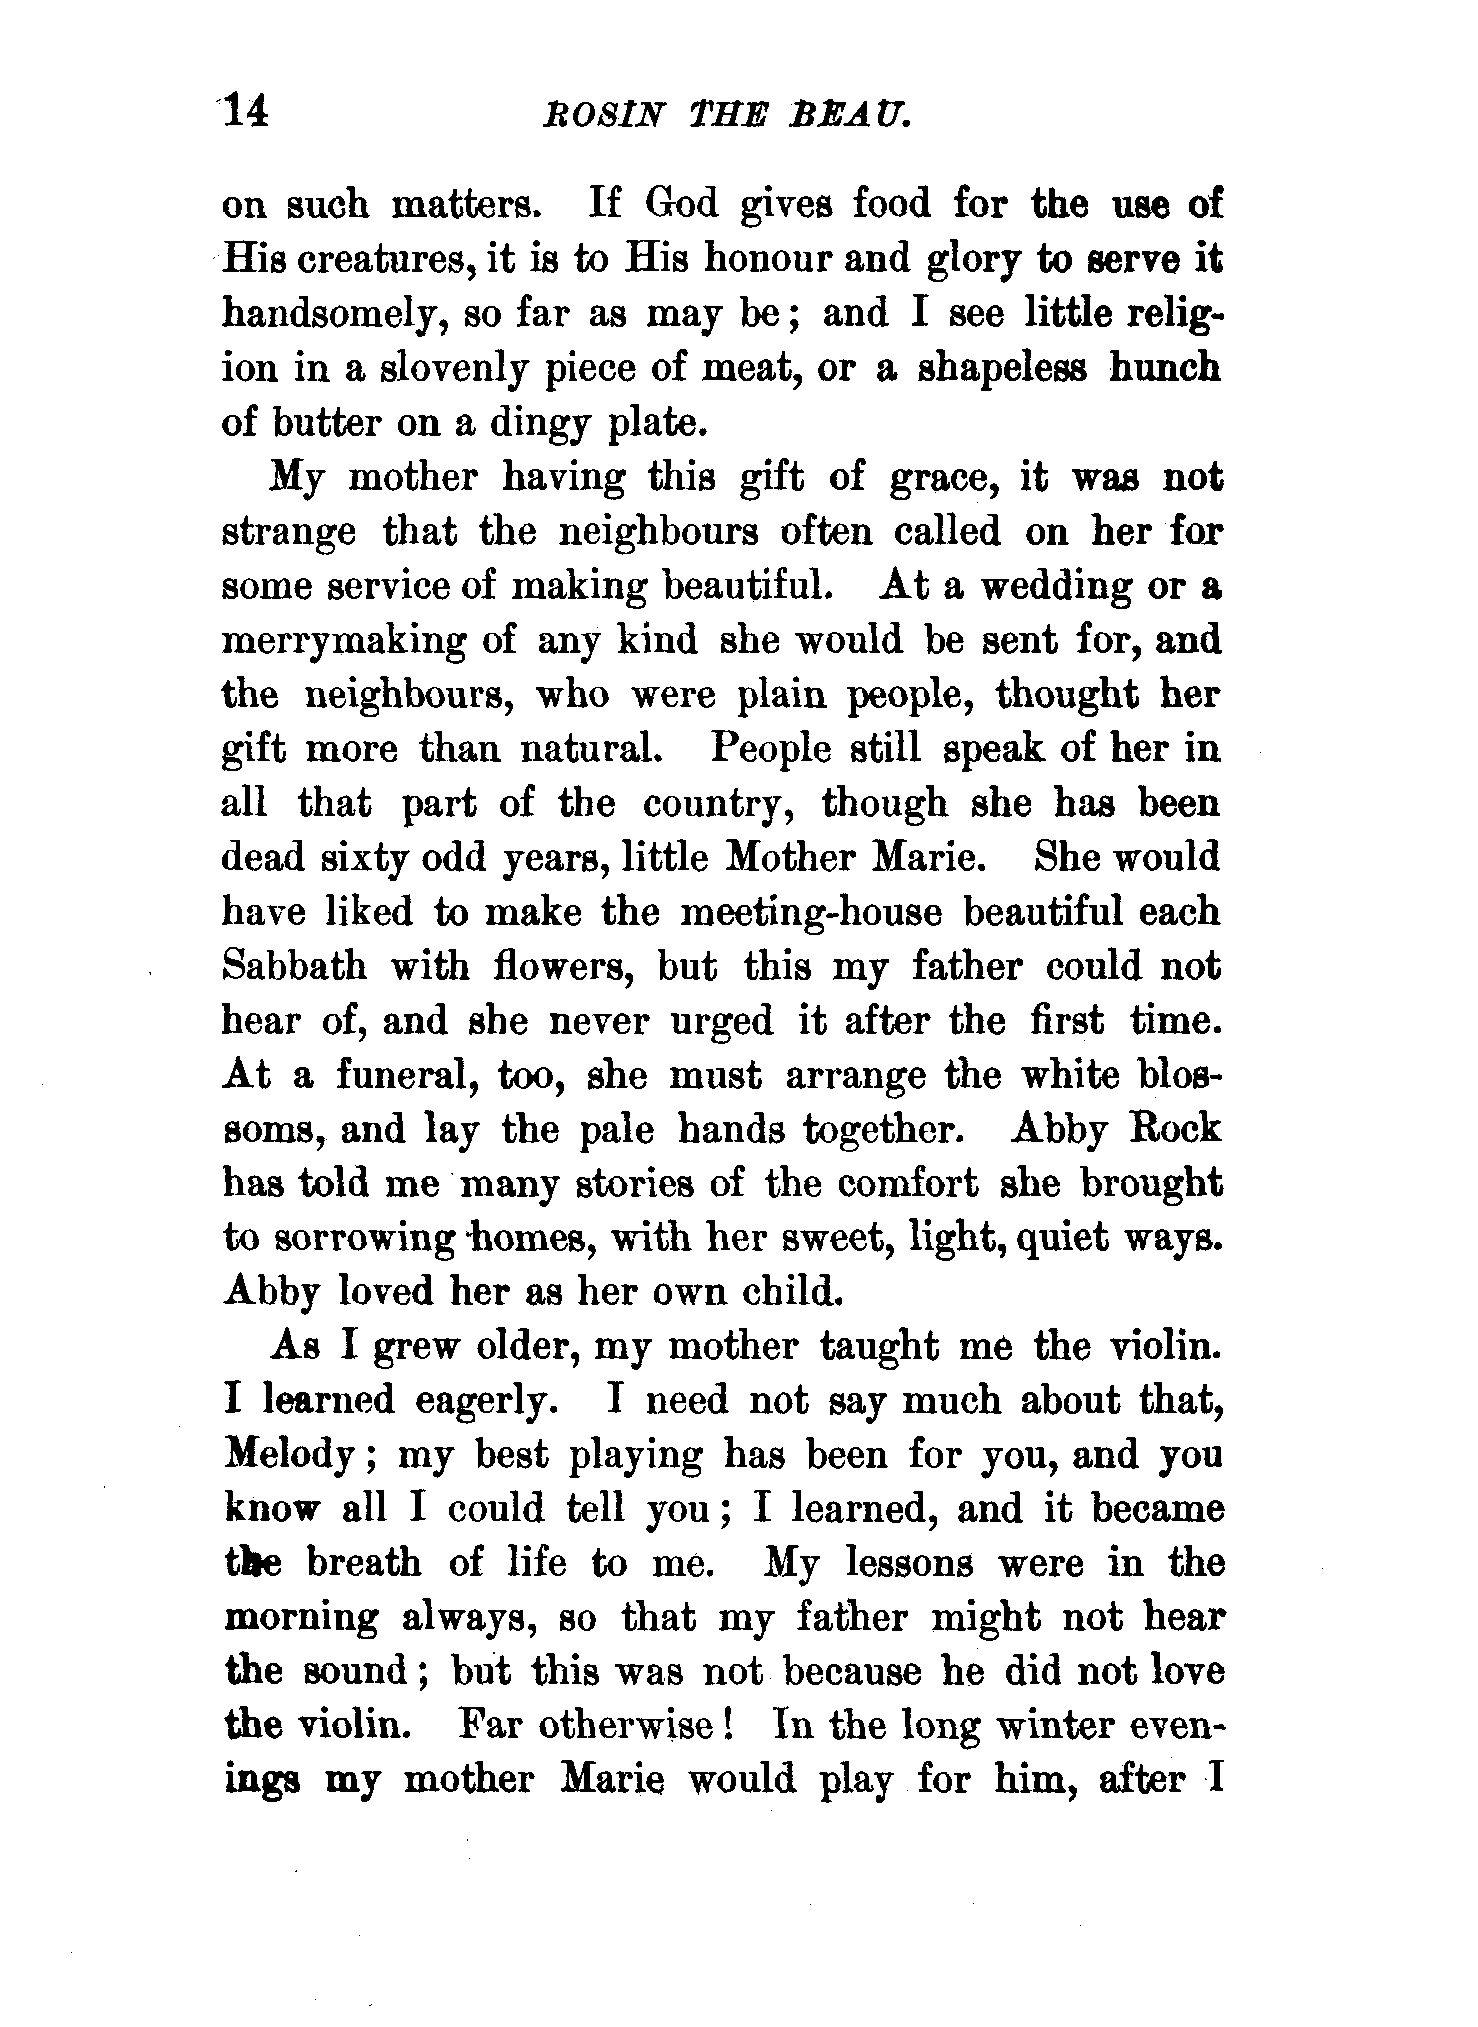 14 ROSIN THE BEAU.
on such matters. If God gives food for the use of
His creatures, it is to His honour and glory to serve it
handsomely, so far as may be; and I see little relig-
ion in a slovenly piece of meat, or a shapeless hunch
of butter on a dingy plate.
My mother having this gift of grace, it was not
strange that the neighbours often called on her for
some service of making beautiful. At a wedding or a
merrymaking of any kind she would be sent for, and
the neighbours, who were plain people, thought her
gift more than natural. People still speak of her in
all that part of the country, though she has been
dead sixty odd years, little Mother Marie. She would
have liked to make the meeting-house beautiful each
Sabbath with flowers, but this my father could not
hear of, and she never urged it after the first time.
At a funeral, too, she must arrange the white blos-
soms, and lay the pale hands together. Abby Rock
has told me many stories of the comfort she brought
to sorrowing homes, with her sweet, light, quiet ways.
Abby loved her as her own child.
As I grew older, my mother taught me the violin.
I learned eagerly. I need not say much about that,
Melody; my best playing has been for you, and you
know all I could tell you; I learned, and it became
the breath of life to me. My lessons were in the
morning always, so that my father might not hear
the sound; but this was not because he did not love
the violin. Far otherwise! In the long winter even-
ings my mother Marie would play for him, after I